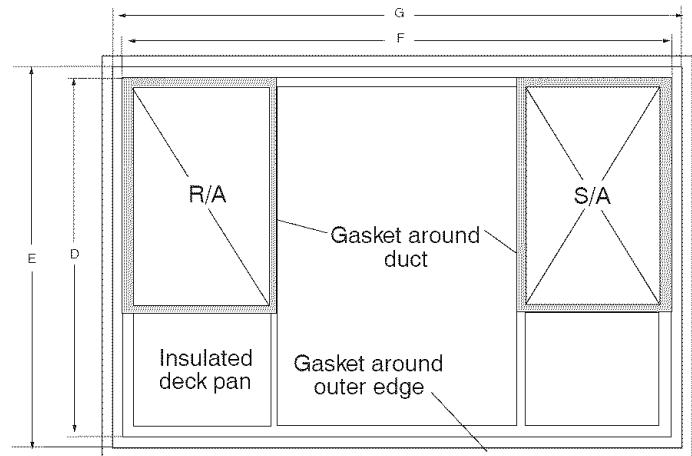 G
F
R/A
S/A
Gasket around
duct
E
D
Insulated
deck pan
Gasket around
outer edge